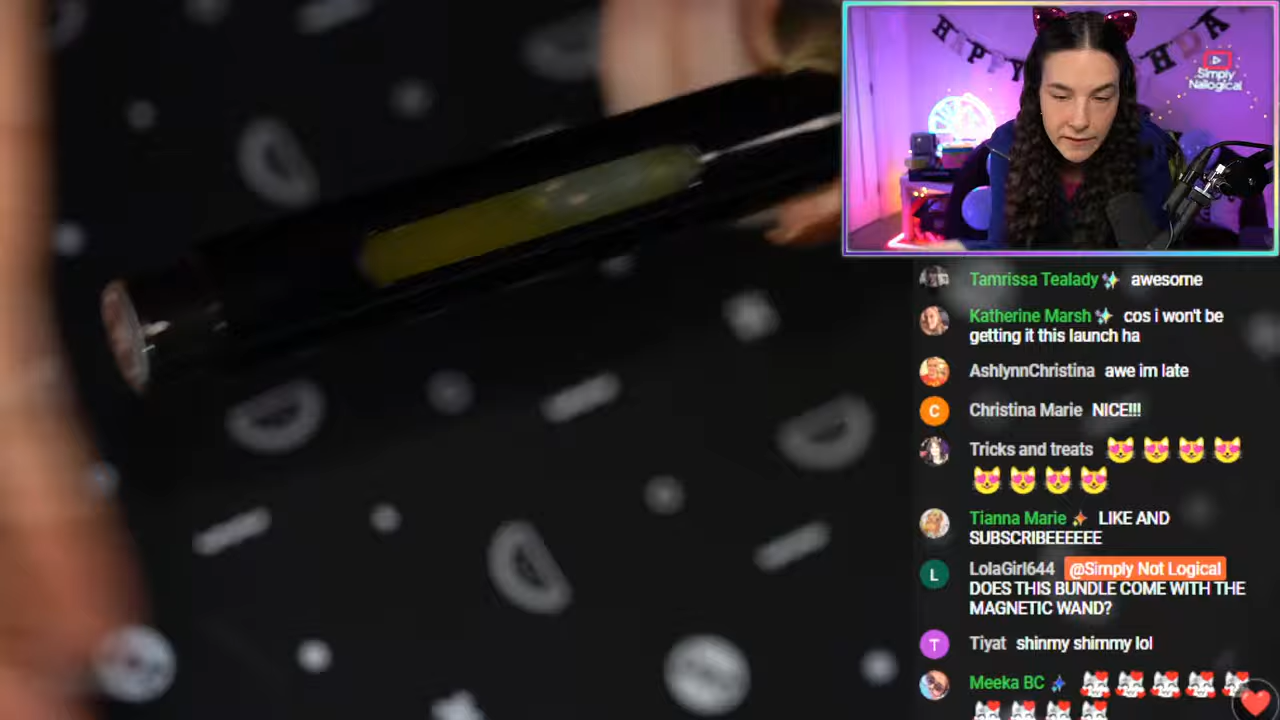 HAPPY
HDA
Simply
Nailogical
Tamrissa Tealady awesome
Katherine Marsh cos i won't be
getting it this launch ha
AshlynnChristina awe im late
C
Christina Marie NICE!!!
Tricks and treats
Tianna Marie LIKE AND
SUBSCRIBEEEEEE
L
LolaGirl644 @Simply Not Logical
DOES THIS BUNDLE COME WITH THE
MAGNETIC WAND?
T
Tiyat shinmy shimmy lol
Meeka BC